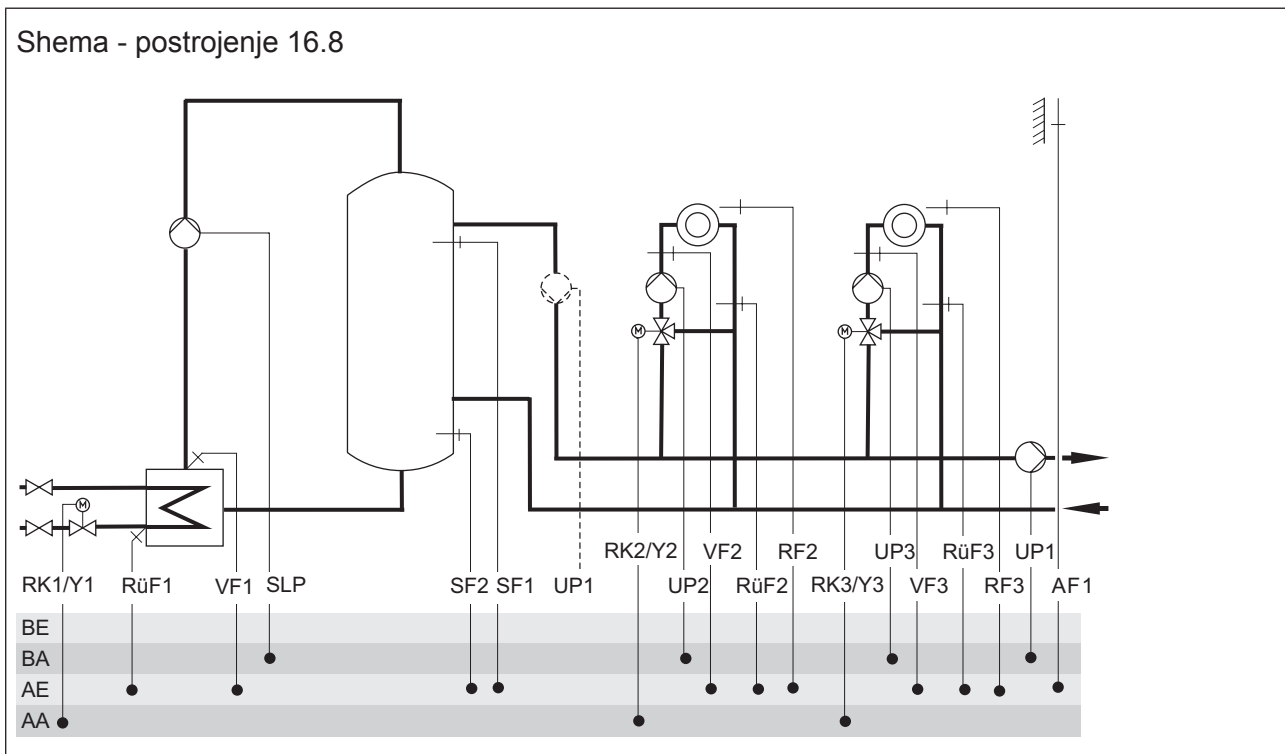 Shema - postrojenje 16.8
M
M
M
RK1/Y1 RüF1 VF1 SLP SF2 SF1 UP1 RK2/Y2 UP2 VF2 RüF2 RF2 RK3/Y3 UP3 VF3 RüF3 RF3 UP1 AF1
BE
BA
AE
AA